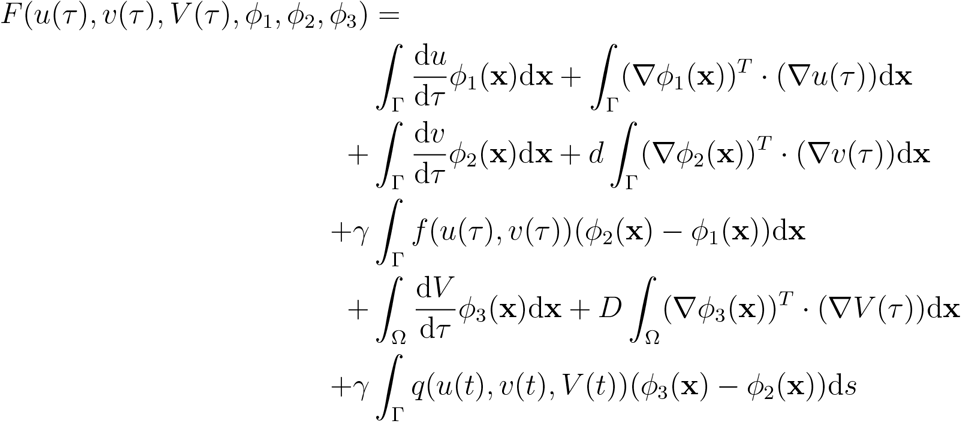 F(u(τ), v(τ), V(τ), ϕ₁, ϕ₂, ϕ₃) =
∫_Γ du/dτ ϕ₁(𝐱)d𝐱 + ∫_Γ (∇ϕ₁(𝐱))ᵀ · (∇u(τ))d𝐱
+ ∫_Γ dv/dτ ϕ₂(𝐱)d𝐱 + d ∫_Γ (∇ϕ₂(𝐱))ᵀ · (∇v(τ))d𝐱
+γ ∫_Γ f(u(τ), v(τ))(ϕ₂(𝐱) − ϕ₁(𝐱))d𝐱
+ ∫_Ω dV/dτ ϕ₃(𝐱)d𝐱 + D ∫_Ω (∇ϕ₃(𝐱))ᵀ · (∇V(τ))d𝐱
+γ ∫_Γ q(u(t), v(t), V(t))(ϕ₃(𝐱) − ϕ₂(𝐱))ds